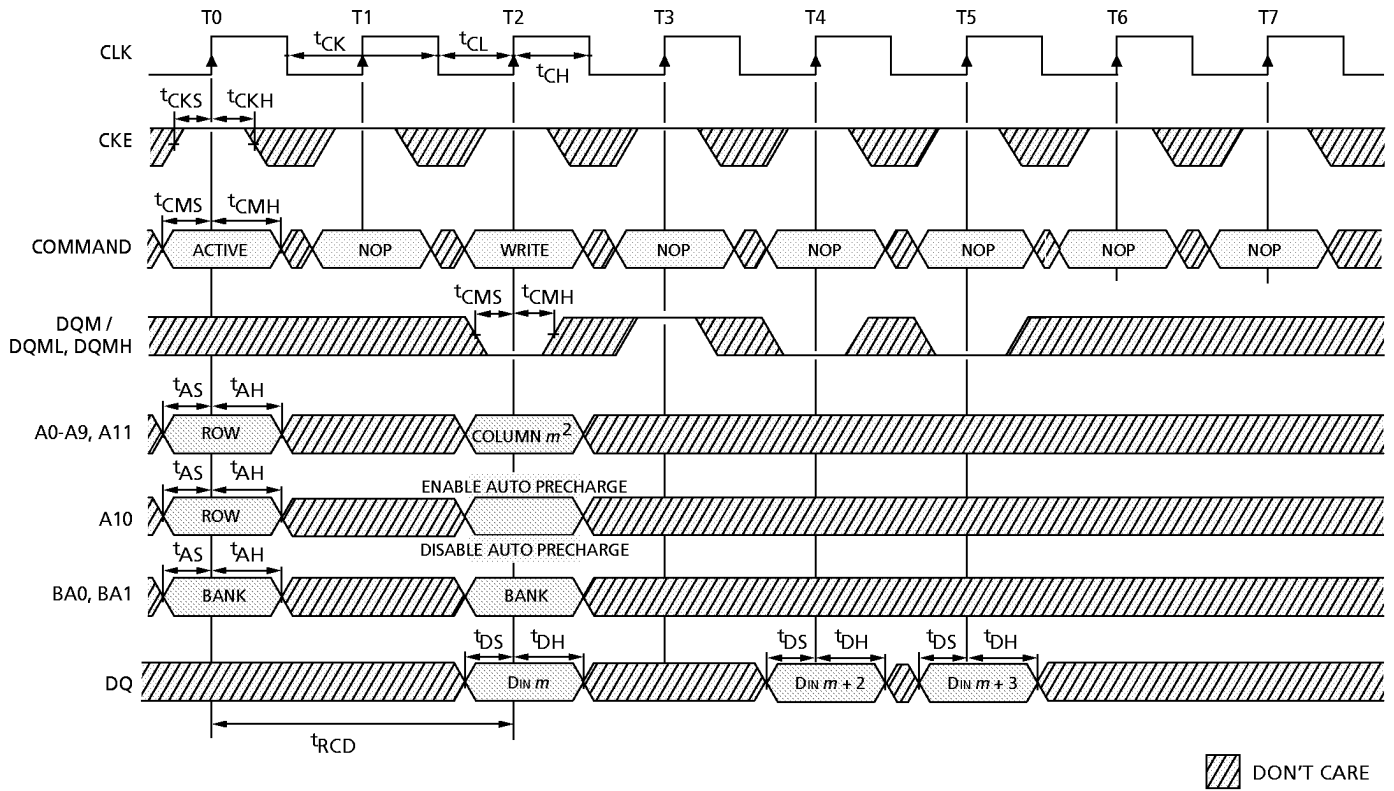 T0 T1 T2 T3 T4 T5 T6 T7
CLK tCK tCL
tCH
tCKS tCKH
CKE
tCMS tCMH
COMMAND ACTIVE NOP WRITE NOP NOP NOP NOP NOP
tCMS tCMH
DQM /
DQML, DQMH
tAS tAH
A0-A9, A11 ROW COLUMN m2
tAS tAH ENABLE AUTO PRECHARGE
A10 ROW
DISABLE AUTO PRECHARGE
tAS tAH
BA0, BA1 BANK BANK
tDS tDH tDS tDH tDS tDH
DQ DIN m DIN m + 2 DIN m + 3
tRCD
DON'T CARE